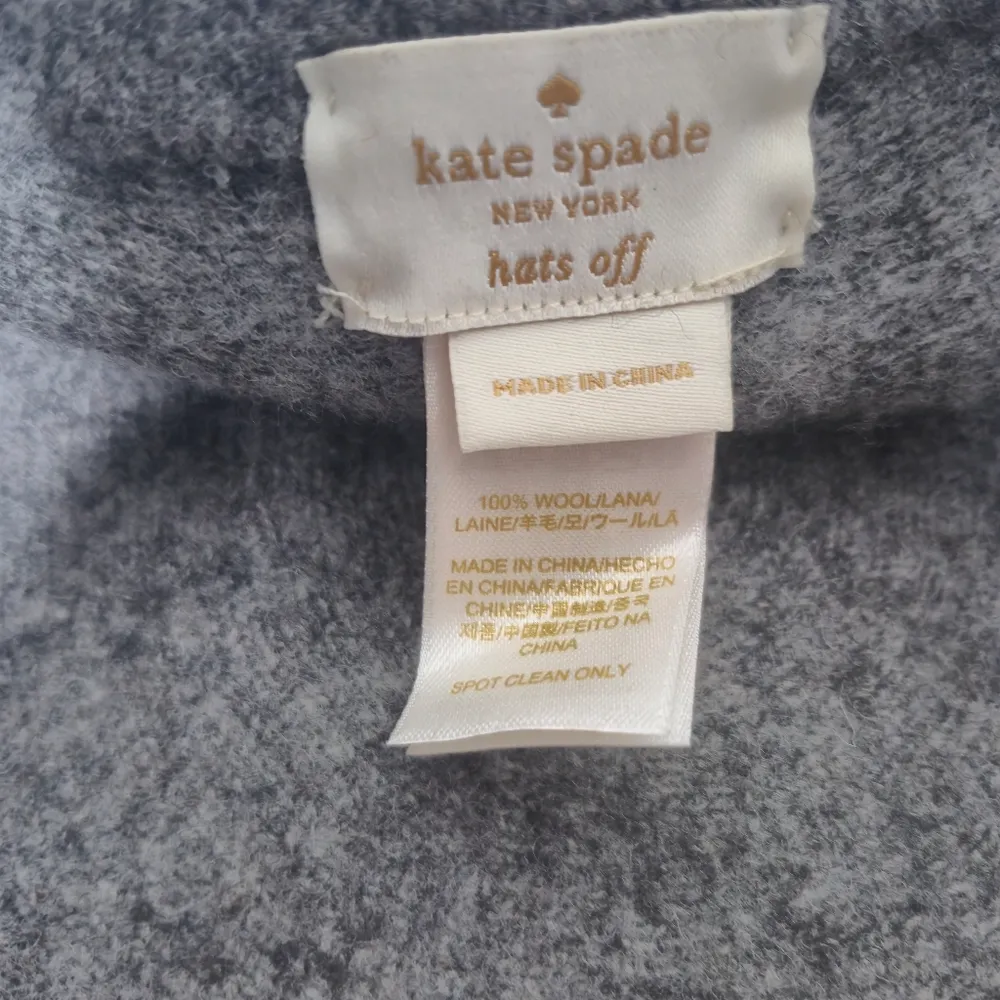 kate spade
NEW YORK
hats off
MADE IN CHINA
100% WOOL/LANA/
LAINE/羊毛/모/ウール/LÃ
MADE IN CHINA/HECHO
EN CHINA/FABRIQUE EN
CHINE/中国制造/중국
제품/中国製/FEITO NA
CHINA
SPOT CLEAN ONLY